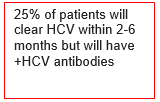 25% of patients will
clear HCV within 2-6
months but will have
+HCV antibodies